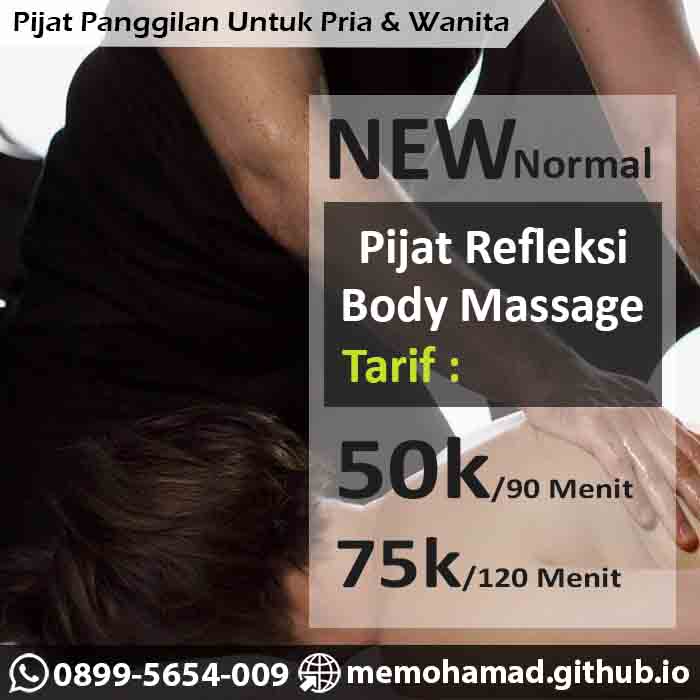 Pijat Panggilan Untuk Pria & Wanita
NEW Normal
Pijat Refleksi
Body Massage
Tarif :
50k/90 Menit
75k/120 Menit
0899-5654-009 memohamad.github.io